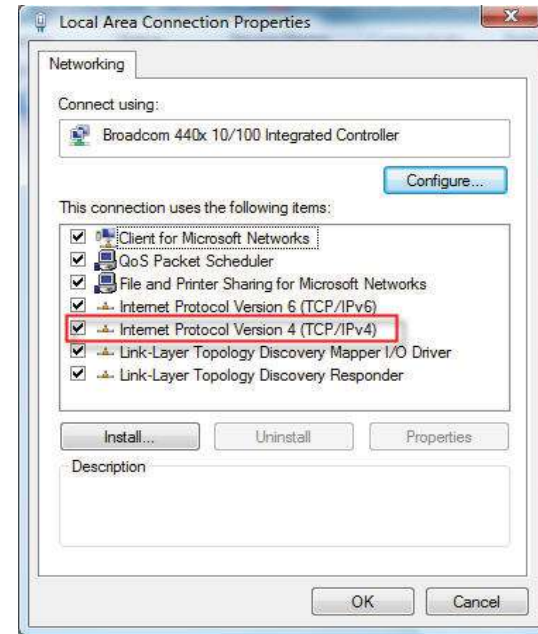 Local Area Connection Properties
Networking
Connect using:
Broadcom 440x 10/100 Integrated Controller
Configure...
This connection uses the following items:
Client for Microsoft Networks
QoS Packet Scheduler
File and Printer Sharing for Microsoft Networks
Internet Protocol Version 6 (TCP/IPv6)
Internet Protocol Version 4 (TCP/IPv4)
Link-Layer Topology Discovery Mapper I/O Driver
Link-Layer Topology Discovery Responder
Install... Uninstall Properties
Description
OK Cancel